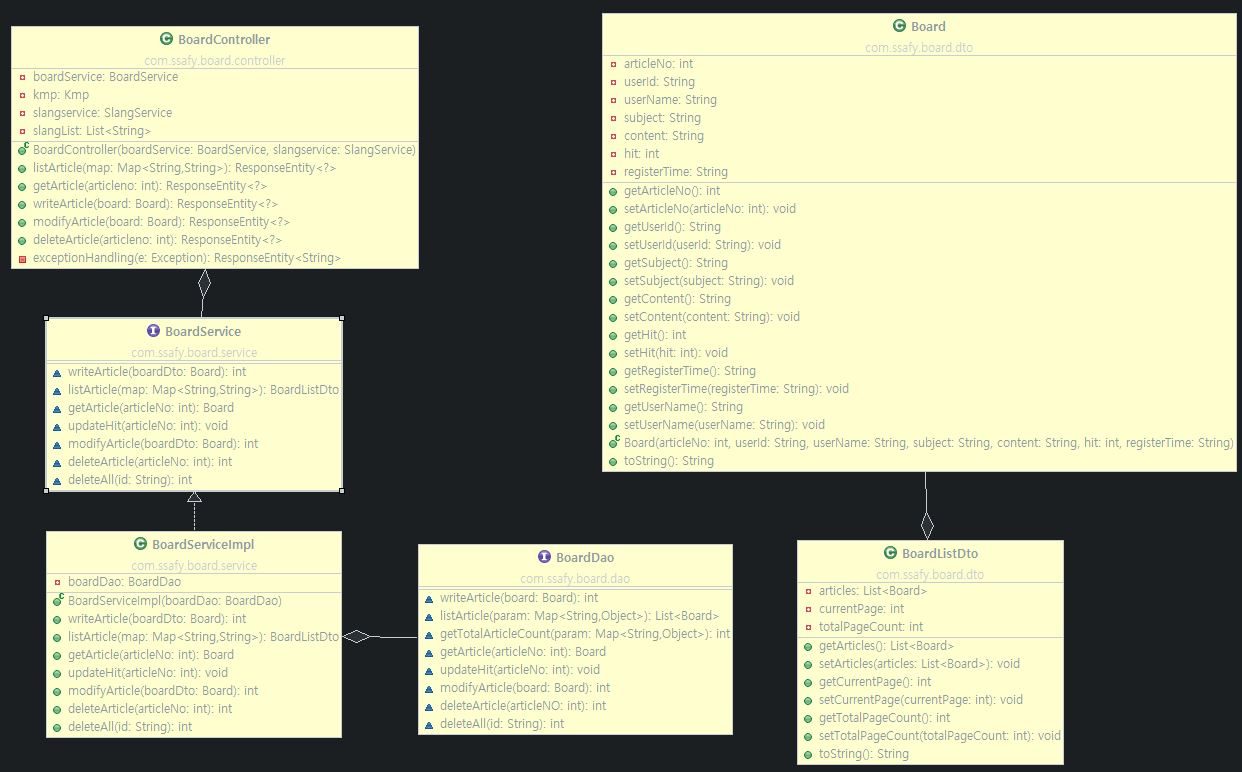 BoardController
com.ssafy.board.controller
boardService: BoardService
kmp: Kmp
slangservice: SlangService
slangList: List<String>
BoardController(boardService: BoardService, slangservice: SlangService)
listArticle(map: Map<String,String>): ResponseEntity<?>
getArticle(articleno: int): ResponseEntity<?>
writeArticle(board: Board): ResponseEntity<?>
modifyArticle(board: Board): ResponseEntity<?>
deleteArticle(articleno: int): ResponseEntity<?>
exceptionHandling(e: Exception): ResponseEntity<String>
BoardService
com.ssafy.board.service
writeArticle(boardDto: Board): int
listArticle(map: Map<String,String>): BoardListDto
getArticle(articleNo: int): Board
updateHit(articleNo: int): void
modifyArticle(boardDto: Board): int
deleteArticle(articleNo: int): int
deleteAll(id: String): int
BoardServiceImpl
com.ssafy.board.service
boardDao: BoardDao
BoardServiceImpl(boardDao: BoardDao)
writeArticle(boardDto: Board): int
listArticle(map: Map<String,String>): BoardListDto
getArticle(articleNo: int): Board
updateHit(articleNo: int): void
modifyArticle(boardDto: Board): int
deleteArticle(articleNo: int): int
deleteAll(id: String): int
BoardDao
com.ssafy.board.dao
writeArticle(board: Board): int
listArticle(param: Map<String,Object>): List<Board>
getTotalArticleCount(param: Map<String,Object>): int
getArticle(articleNo: int): Board
updateHit(articleNo: int): void
modifyArticle(board: Board): int
deleteArticle(articleNO: int): int
deleteAll(id: String): int
Board
com.ssafy.board.dto
articleNo: int
userId: String
userName: String
subject: String
content: String
hit: int
registerTime: String
getArticleNo(): int
setArticleNo(articleNo: int): void
getUserId(): String
setUserId(userId: String): void
getSubject(): String
setSubject(subject: String): void
getContent(): String
setContent(content: String): void
getHit(): int
setHit(hit: int): void
getRegisterTime(): String
setRegisterTime(registerTime: String): void
getUserName(): String
setUserName(userName: String): void
Board(articleNo: int, userId: String, userName: String, subject: String, content: String, hit: int, registerTime: String)
toString(): String
BoardListDto
com.ssafy.board.dto
articles: List<Board>
currentPage: int
totalPageCount: int
getArticles(): List<Board>
setArticles(articles: List<Board>): void
getCurrentPage(): int
setCurrentPage(currentPage: int): void
getTotalPageCount(): int
setTotalPageCount(totalPageCount: int): void
toString(): String